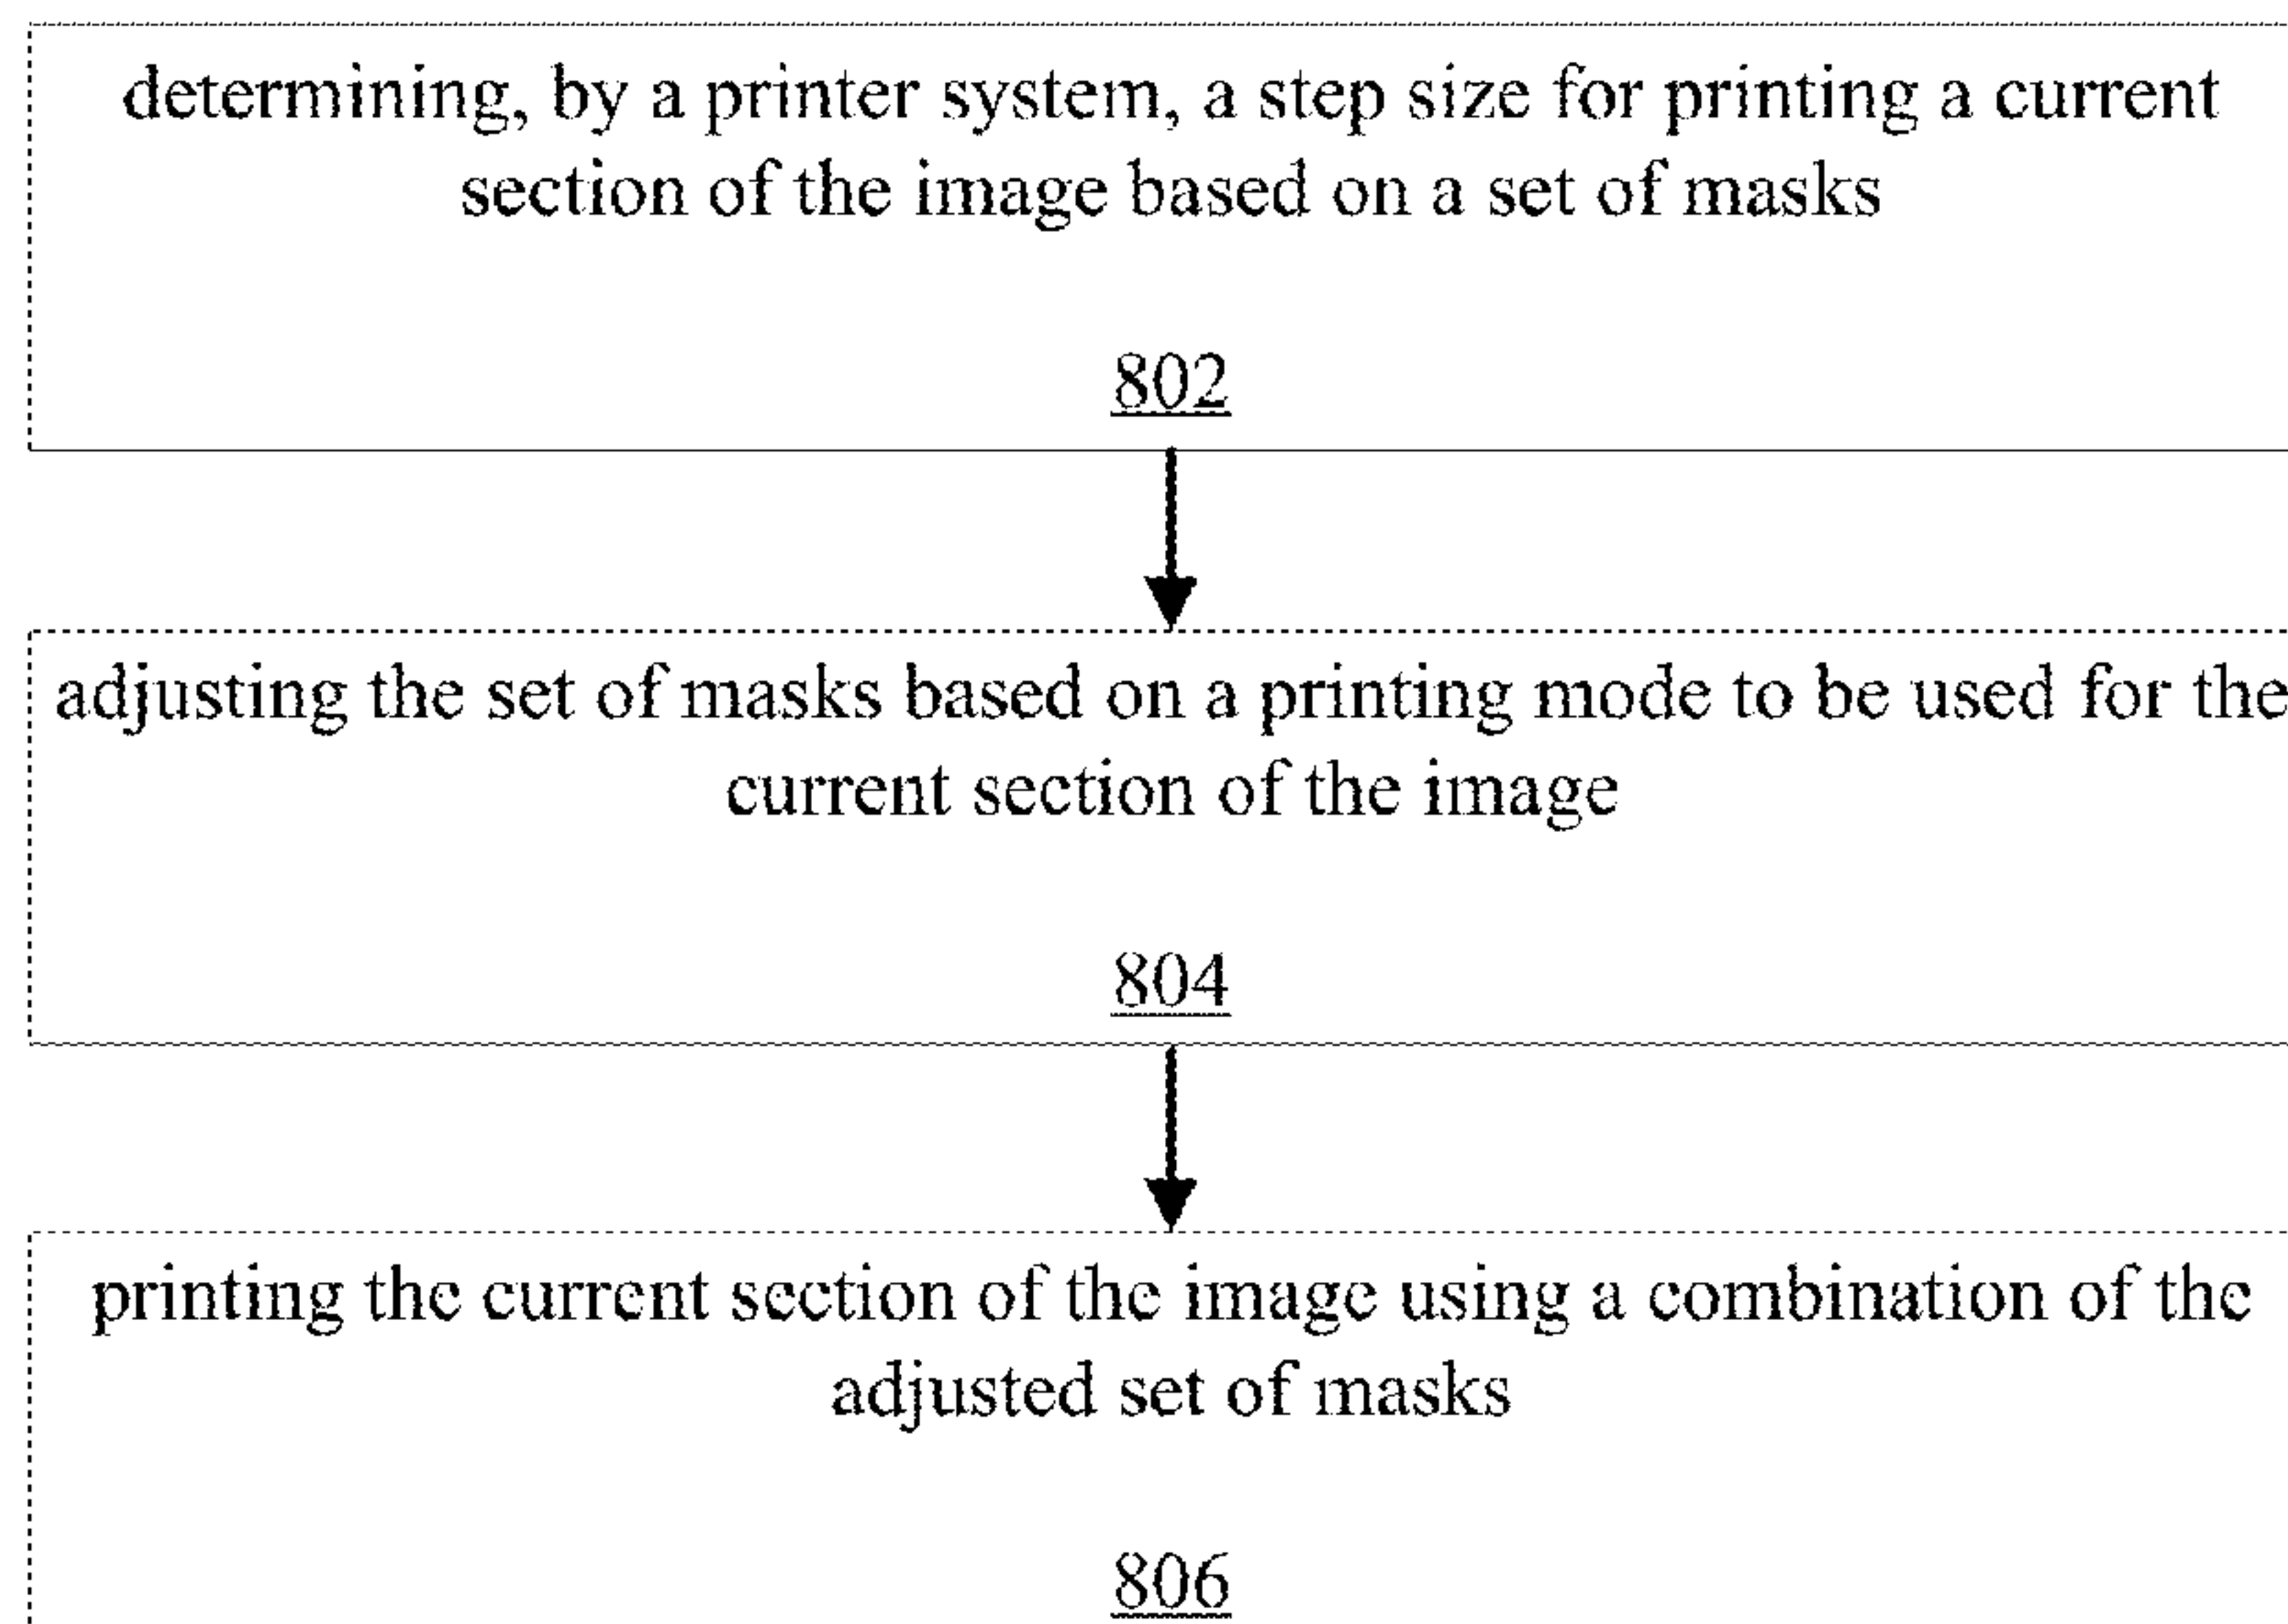 determining, by a printer system, a step size for printing a current
section of the image based on a set of masks
802
adjusting the set of masks based on a printing mode to be used for the
current section of the image
804
printing the current section of the image using a combination of the
adjusted set of masks
806